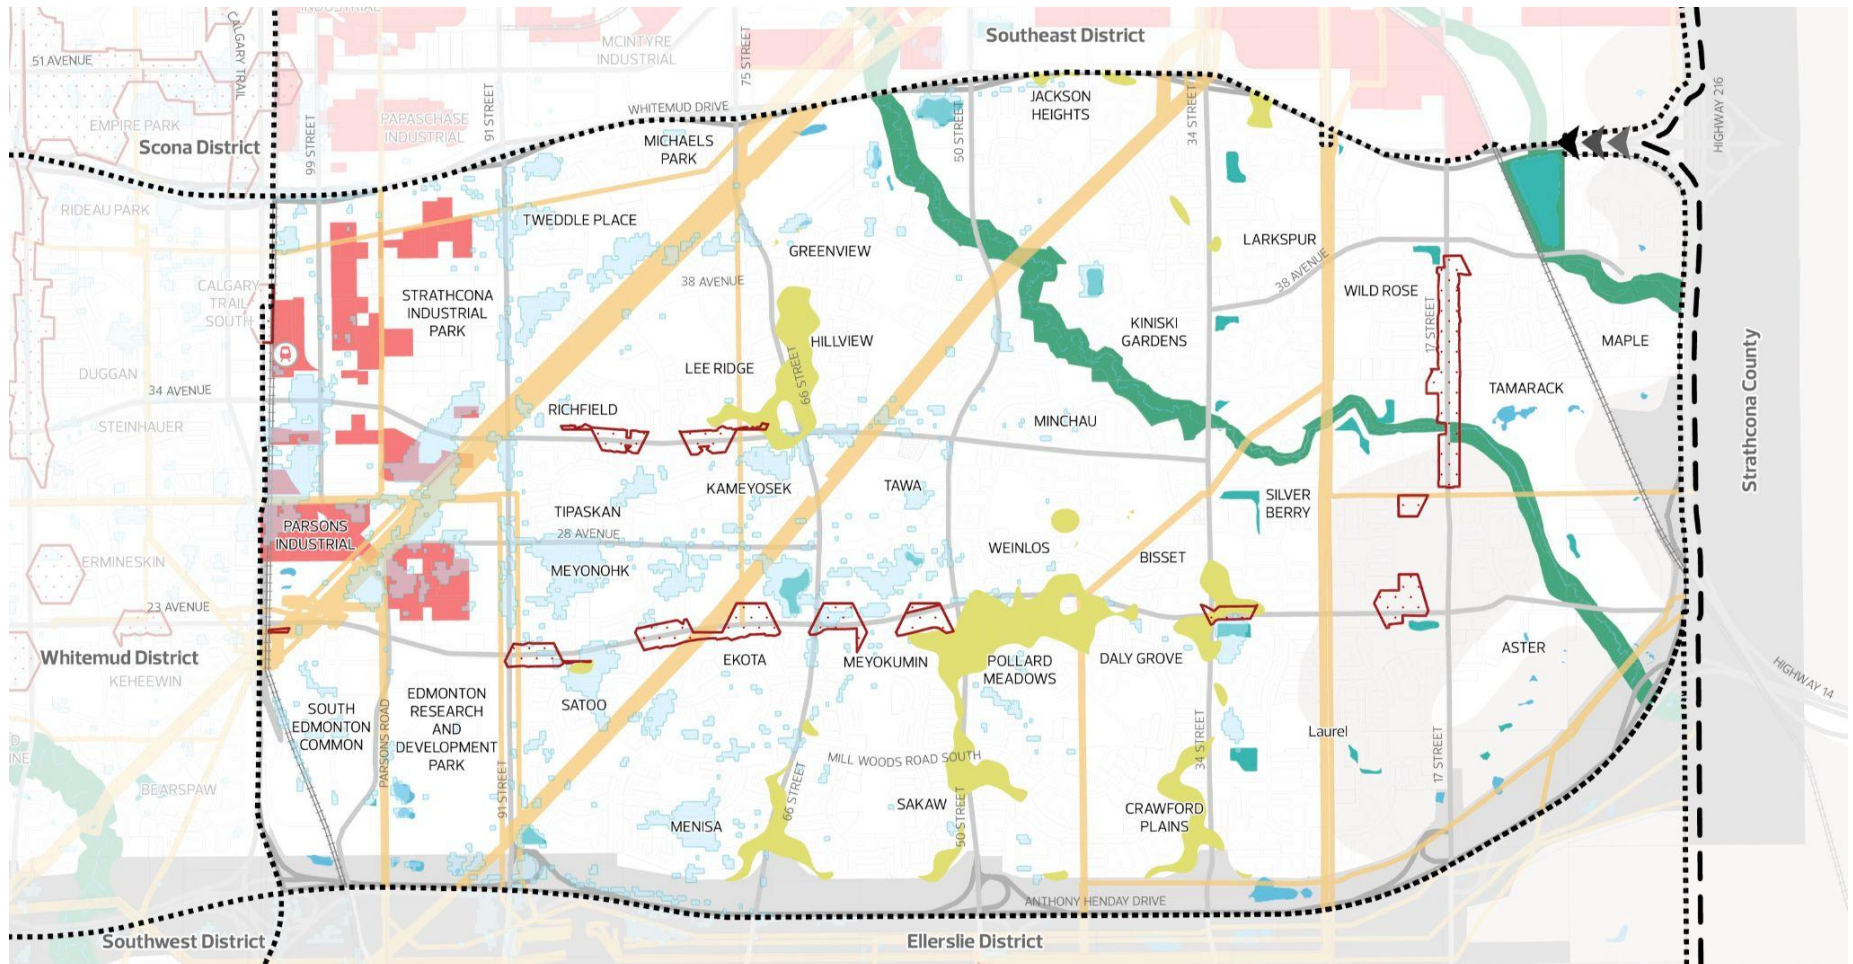 INDUSTRIAL
CALGARY TRAIL
Southeast District
MCINTYRE
INDUSTRIAL
75 STREET
51 AVENUE
HIGHWAY 216
91 STREET
WHITEMUD DRIVE
JACKSON
HEIGHTS
34 STREET
50 STREET
EMPIRE PARK
PAPASCHASE
INDUSTRIAL
99 STREET
Scona District
MICHAELS
PARK
RIDEAU PARK
TWEDDLE PLACE
LARKSPUR
GREENVIEW
38 AVENUE
38 AVENUE
CALGARY
TRAIL
SOUTH
STRATHCONA
INDUSTRIAL
PARK
WILD ROSE
17 STREET
KINISKI
GARDENS
HILLVIEW
MAPLE
66 STREET
LEE RIDGE
DUGGAN
34 AVENUE
TAMARACK
Strathcona County
RICHFIELD
STEINHAUER
MINCHAU
KAMEYOSEK
TAWA
SILVER
BERRY
TIPASKAN
PARSONS
INDUSTRIAL
28 AVENUE
WEINLOS
BISSET
ERMINESKIN
MEYONOHK
23 AVENUE
Whitemud District
KEHEEWIN
EKOTA
MEYOKUMIN
POLLARD
MEADOWS
DALY GROVE
ASTER
HIGHWAY 14
EDMONTON
RESEARCH
AND
DEVELOPMENT
PARK
SATOO
SOUTH
EDMONTON
COMMON
PARSONS ROAD
Laurel
34 STREET
17 STREET
MILL WOODS ROAD SOUTH
91 STREET
66 STREET
50 STREET
BEARSPAW
SAKAW
MENISA
CRAWFORD
PLAINS
ANTHONY HENDAY DRIVE
Southwest District
Ellerslie District